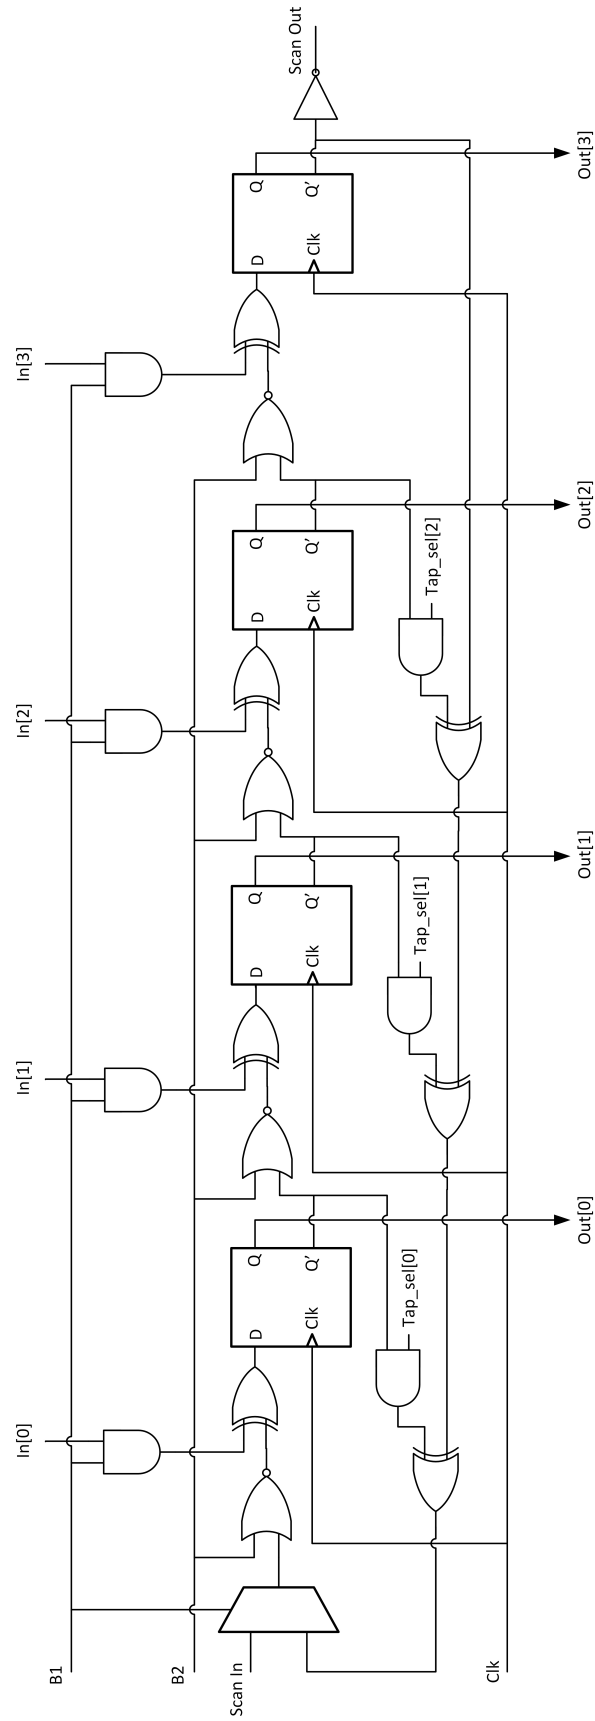 B1
B2
Scan In
Clk
In[0]
In[1]
In[2]
In[3]
D
Q
Clk
Q'
D
Q
Clk
Q'
D
Q
Clk
Q'
D
Q
Clk
Q'
Tap_sel[0]
Tap_sel[1]
Tap_sel[2]
Out[0]
Out[1]
Out[2]
Out[3]
Scan Out